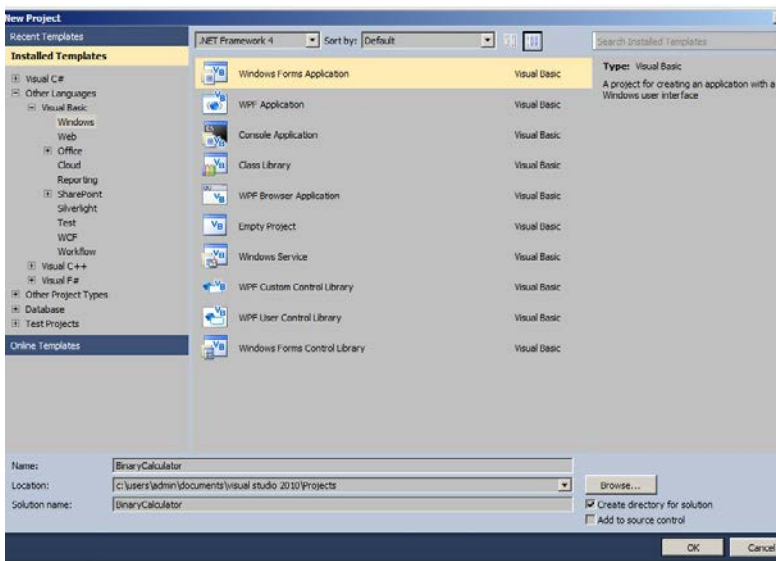 New Project
Recent Templates
Installed Templates
Visual C#
Other Languages
Visual Basic
Windows
Web
Office
Cloud
Reporting
SharePoint
Silverlight
Test
WCF
Workflow
Visual C++
Visual F#
Other Project Types
Database
Test Projects
Online Templates
.NET Framework 4 Sort by: Default
Windows Forms Application Visual Basic
WPF Application Visual Basic
Console Application Visual Basic
Class Library Visual Basic
WPF Browser Application Visual Basic
Empty Project Visual Basic
Windows Service Visual Basic
WPF Custom Control Library Visual Basic
WPF User Control Library Visual Basic
Windows Forms Control Library Visual Basic
Search Installed Templates
Type: Visual Basic
A project for creating an application with a
Windows user interface
Name: BinaryCalculator
Location: c:\users\admin\documents\visual studio 2010\Projects
Browse...
Solution name: BinaryCalculator
Create directory for solution
Add to source control
OK Cancel